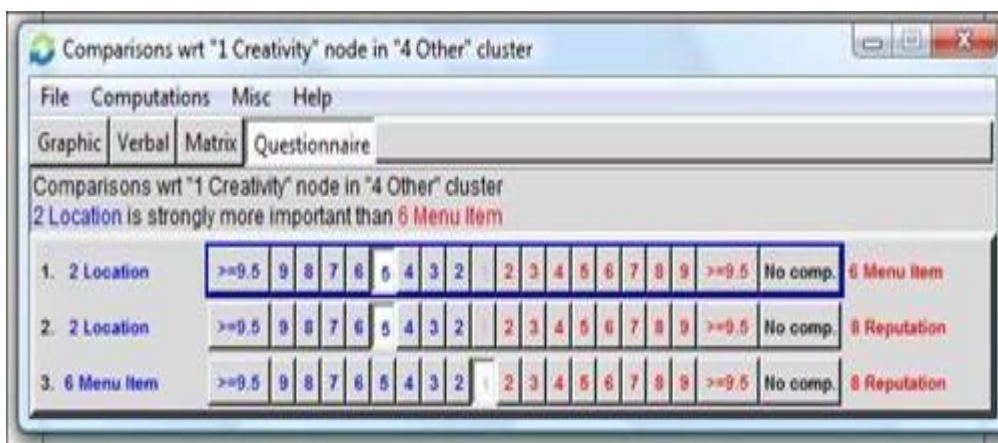 Comparisons wrt "1 Creativity" node in "4 Other" cluster
File Computations Misc Help
Graphic Verbal Matrix Questionnaire
Comparisons wrt "1 Creativity" node in "4 Other" cluster
2 Location is strongly more important than 6 Menu Item
1. 2 Location >=9.5 9 8 7 6 5 4 3 2 1 2 3 4 5 6 7 8 9 >=9.5 No comp. 6 Menu Item
2. 2 Location >=9.5 9 8 7 6 5 4 3 2 1 2 3 4 5 6 7 8 9 >=9.5 No comp. 8 Reputation
3. 6 Menu Item >=9.5 9 8 7 6 5 4 3 2 1 2 3 4 5 6 7 8 9 >=9.5 No comp. 8 Reputation